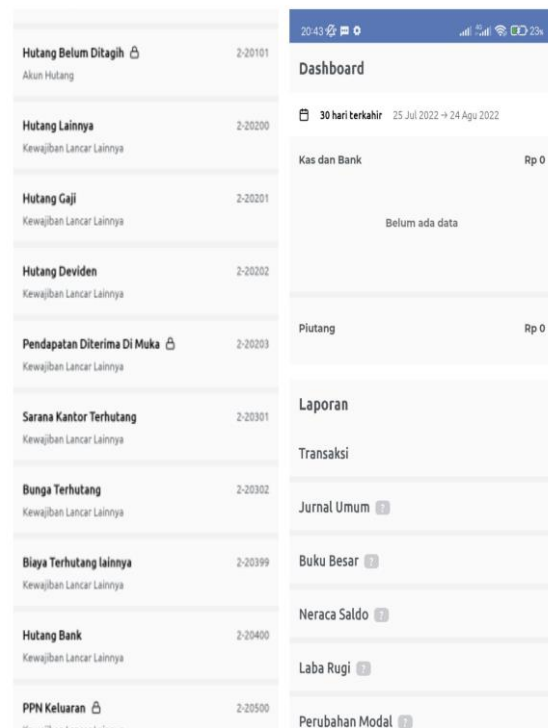 Hutang Belum Ditagih
2-20101
Akun Hutang
Hutang Lainnya
2-20200
Kewajiban Lancar Lainnya
Hutang Gaji
2-20201
Kewajiban Lancar Lainnya
Hutang Deviden
2-20202
Kewajiban Lancar Lainnya
Pendapatan Diterima Di Muka
2-20203
Kewajiban Lancar Lainnya
Sarana Kantor Terhutang
2-20301
Kewajiban Lancar Lainnya
Bunga Terhutang
2-20302
Kewajiban Lancar Lainnya
Biaya Terhutang lainnya
2-20399
Kewajiban Lancar Lainnya
Hutang Bank
2-20400
Kewajiban Lancar Lainnya
PPN Keluaran
2-20500
20:43
Dashboard
30 hari terkahir 25 Jul 2022 → 24 Agu 2022
Kas dan Bank Rp 0
Belum ada data
Piutang Rp 0
Laporan
Transaksi
Jurnal Umum ?
Buku Besar ?
Neraca Saldo ?
Laba Rugi ?
Perubahan Modal ?